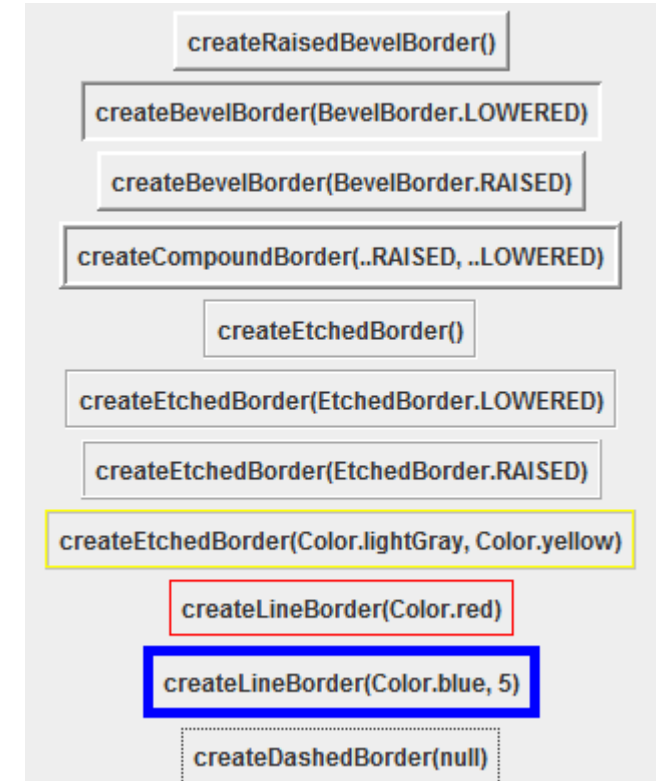 createRaisedBevelBorder()
createBevelBorder(BevelBorder.LOWERED)
createBevelBorder(BevelBorder.RAISED)
createCompoundBorder(..RAISED, ..LOWERED)
createEtchedBorder()
createEtchedBorder(EtchedBorder.LOWERED)
createEtchedBorder(EtchedBorder.RAISED)
createEtchedBorder(Color.lightGray, Color.yellow)
createLineBorder(Color.red)
createLineBorder(Color.blue, 5)
createDashedBorder(null)